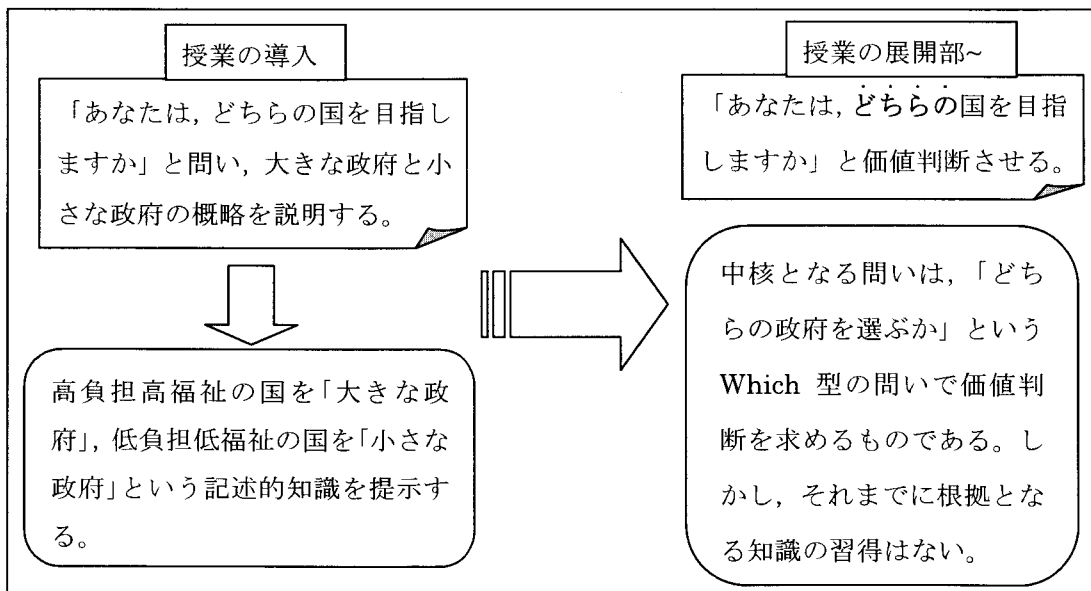 授業の導入
「あなたは，どちらの国を目指し
ますか」と問い，大きな政府と小
さな政府の概略を説明する。
高負担高福祉の国を「大きな政
府」，低負担低福祉の国を「小さな
政府」という記述的知識を提示す
る。
授業の展開部~
「あなたは，どちらの国を目指
しますか」と価値判断させる。
中核となる問いは，「どち
らの政府を選ぶか」という
Which 型の問いで価値判
断を求めるものである。し
かし，それまでに根拠とな
る知識の習得はない。